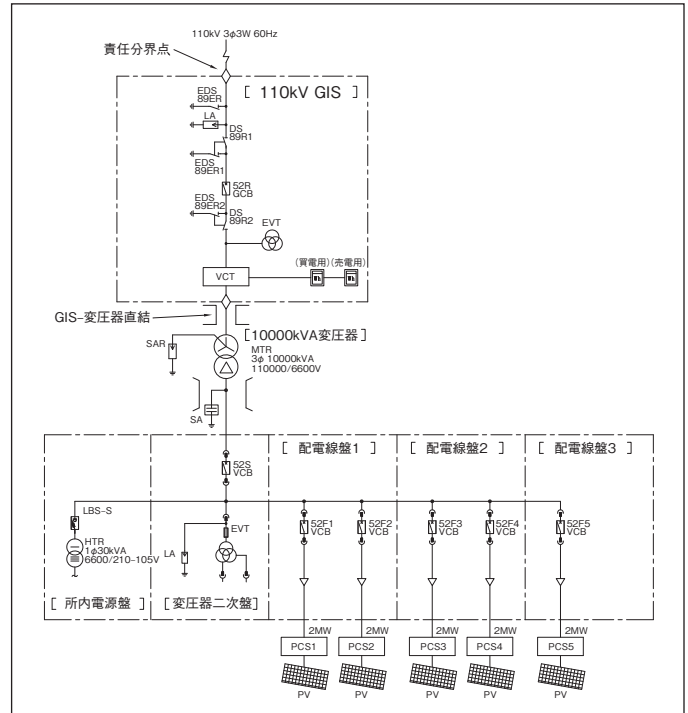 110kV 3φ3W 60Hz
責任分界点
[ 110kV GIS ]
EDS
89ER
LA
DS
89R1
EDS
89ER1
52R
GCB
EDS
89ER2
DS
89R2
EVT
(買電用)(売電用)
VCT
Wh
Wh
GIS-変圧器直結
[10000kVA変圧器]
MTR
3φ 10000kVA
110000/6600V
SAR
SA
[ 配電線盤1 ]
[ 配電線盤2 ]
[ 配電線盤3 ]
52S
VCB
LBS-S
HTR
1φ30kVA
6600/210-105V
LA
EVT
52F1
VCB
52F2
VCB
52F3
VCB
52F4
VCB
52F5
VCB
[ 所内電源盤 ]
[変圧器二次盤]
2MW
2MW
2MW
2MW
2MW
PCS1
PCS2
PCS3
PCS4
PCS5
PV
PV
PV
PV
PV